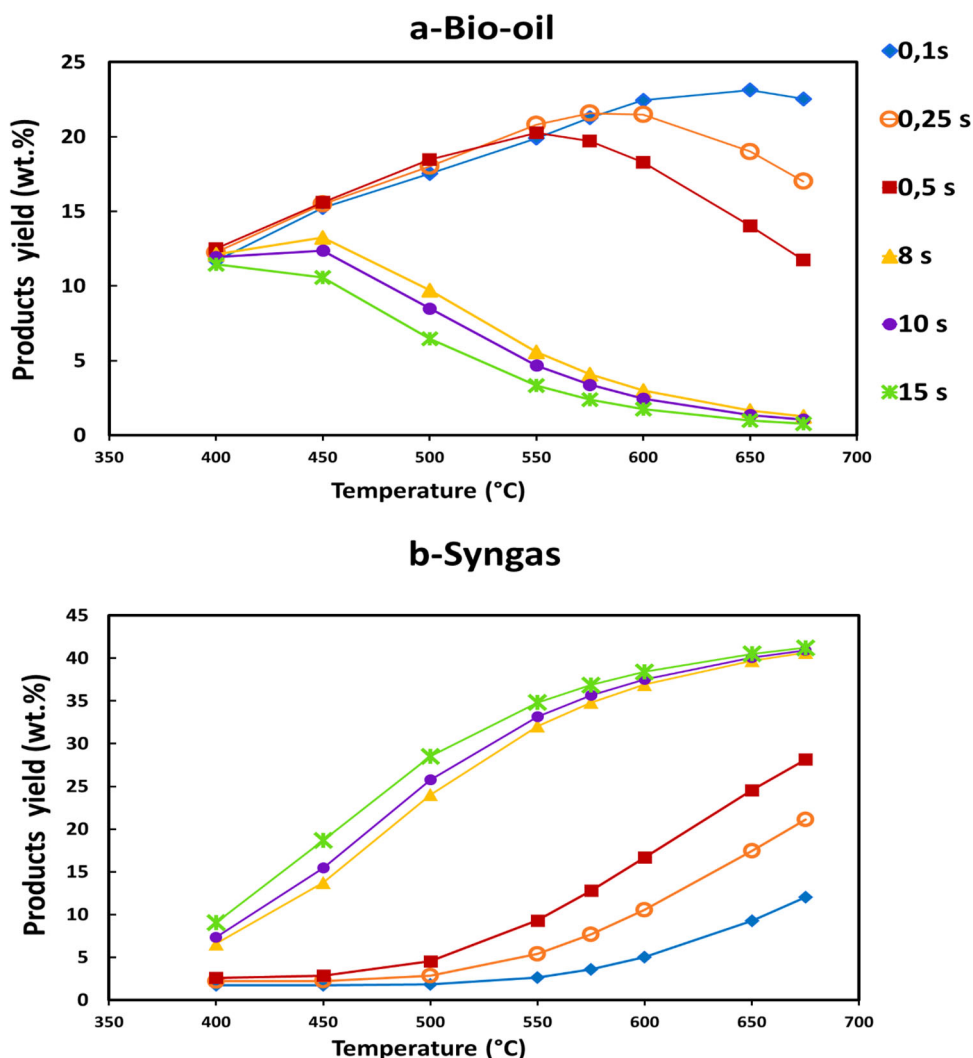 a-Bio-oil
25
20
15
10
5
0
Products yield (wt.%)
350 400 450 500 550 600 650 700
Temperature (°C)
0,1s
0,25 s
0,5 s
8 s
10 s
15 s
b-Syngas
45
40
35
30
25
20
15
10
5
0
Products yield (wt.%)
350 400 450 500 550 600 650 700
Temperature (°C)